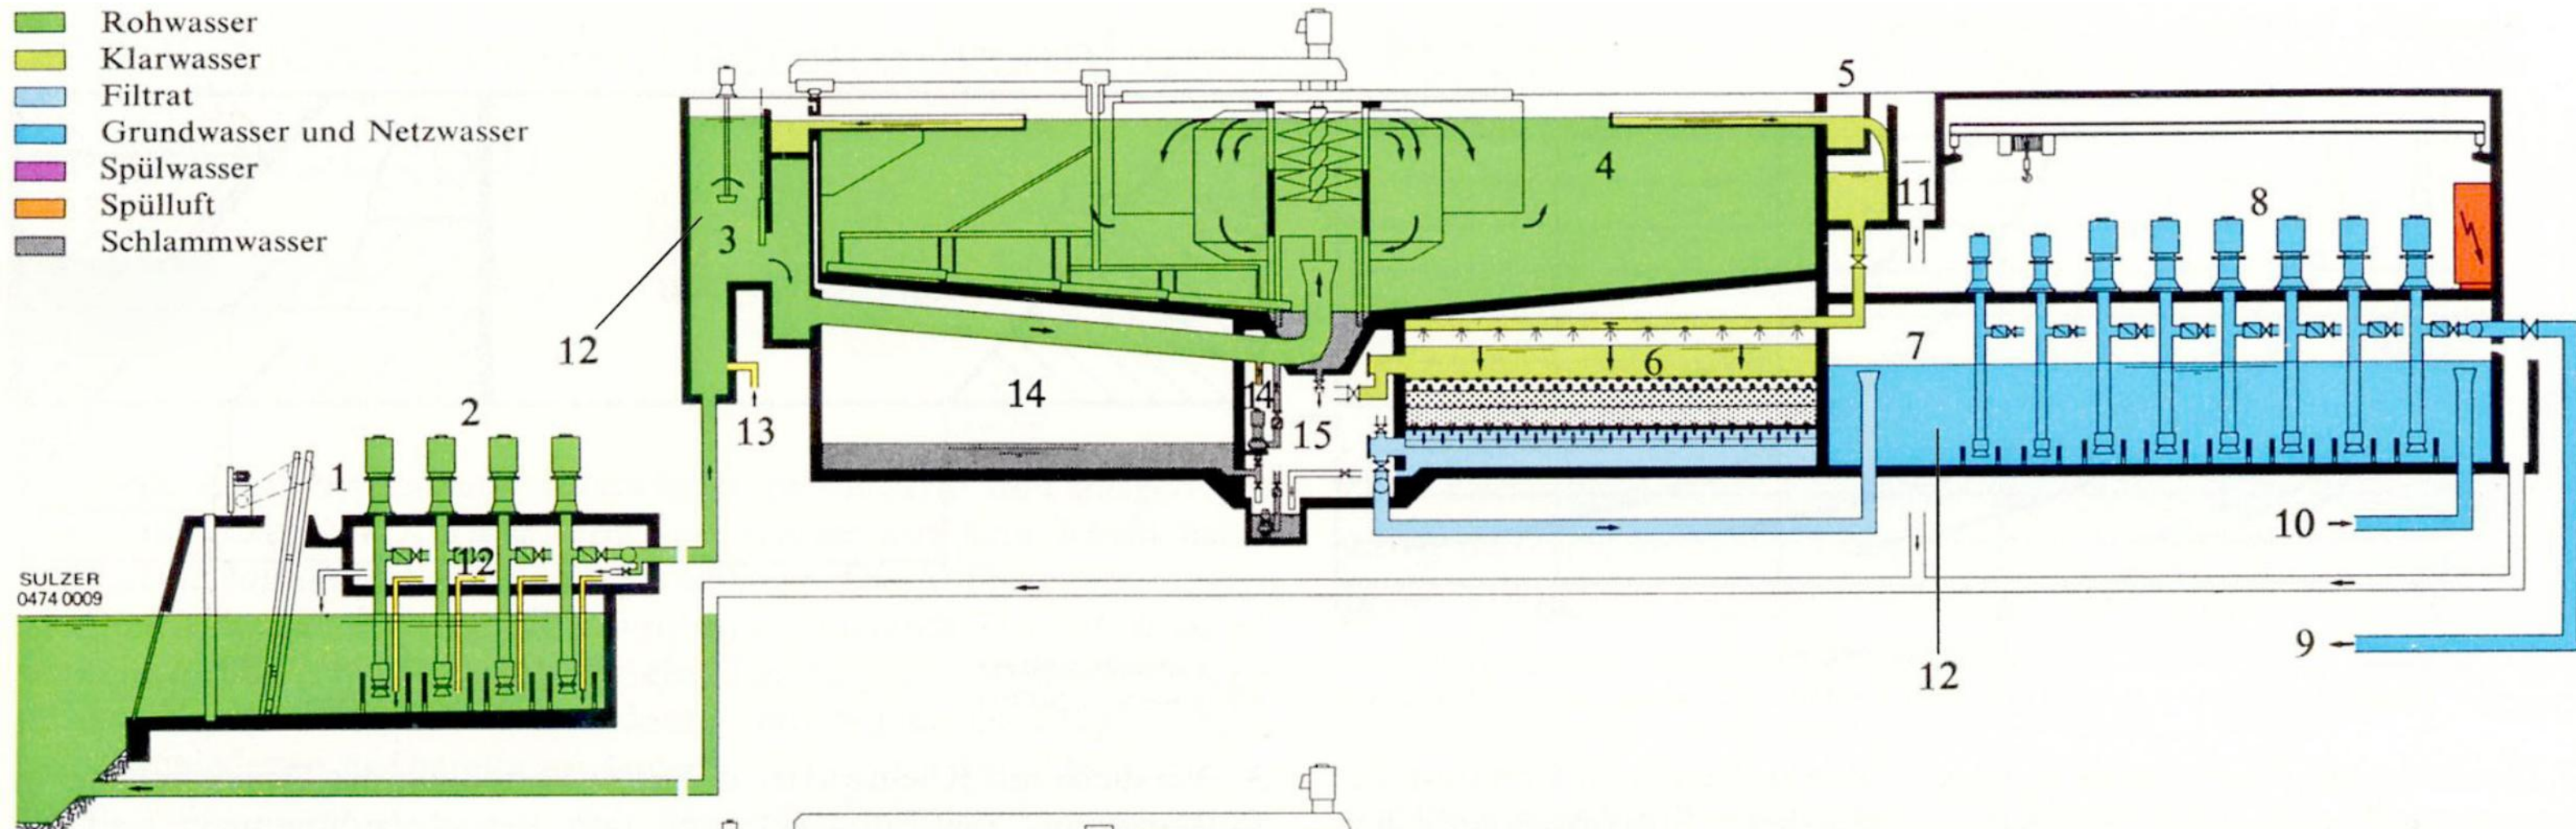 Rohwasser
Klarwasser
Filtrat
Grundwasser und Netzwasser
Spülwasser
Spülluft
Schlammwasser
5
4
11
8
3
12
7
6
14
14
13
15
2
1
12
10
SULZER
0474 0009
9
12